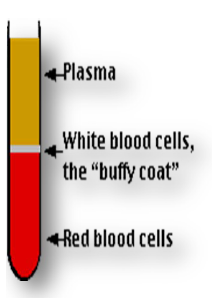 Plasma
White blood cells,
the “buffy coat”
Red blood cells